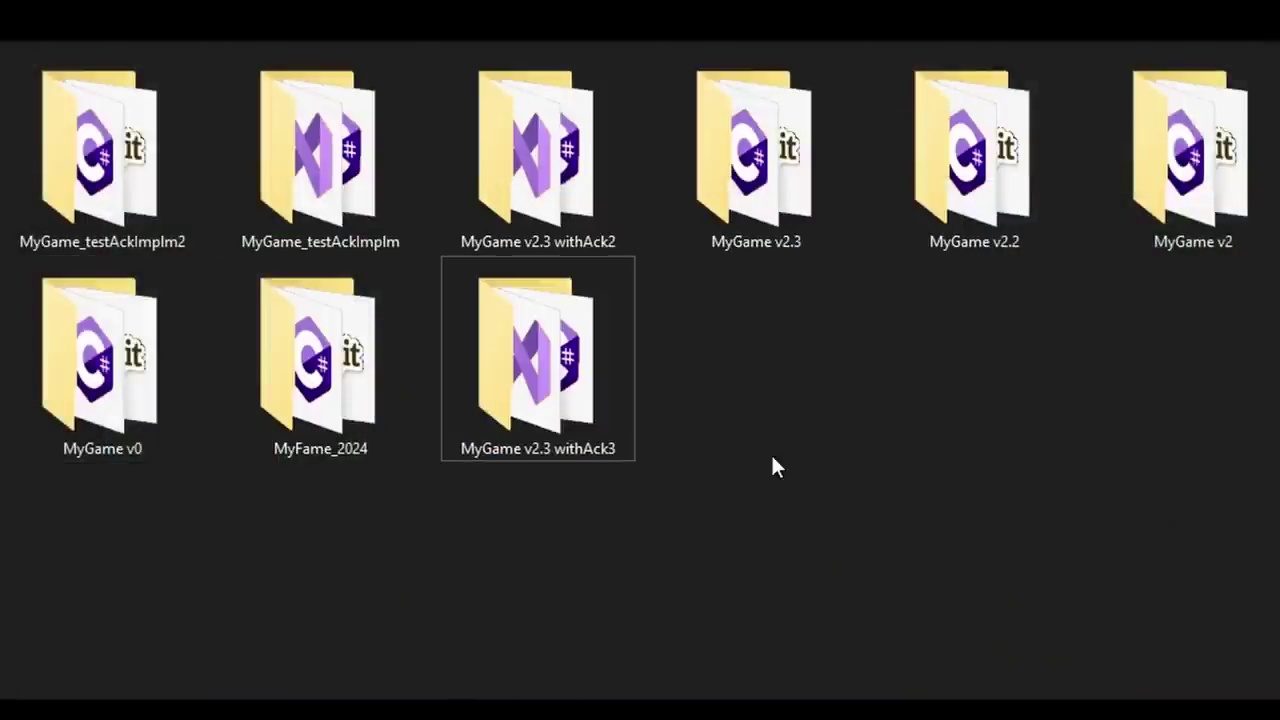 MyGame_testAckImplm2
MyGame_testAckImplm
MyGame v2.3 withAck2
MyGame v2.3
MyGame v2.2
MyGame v2
MyGame v0
MyFame_2024
MyGame v2.3 withAck3